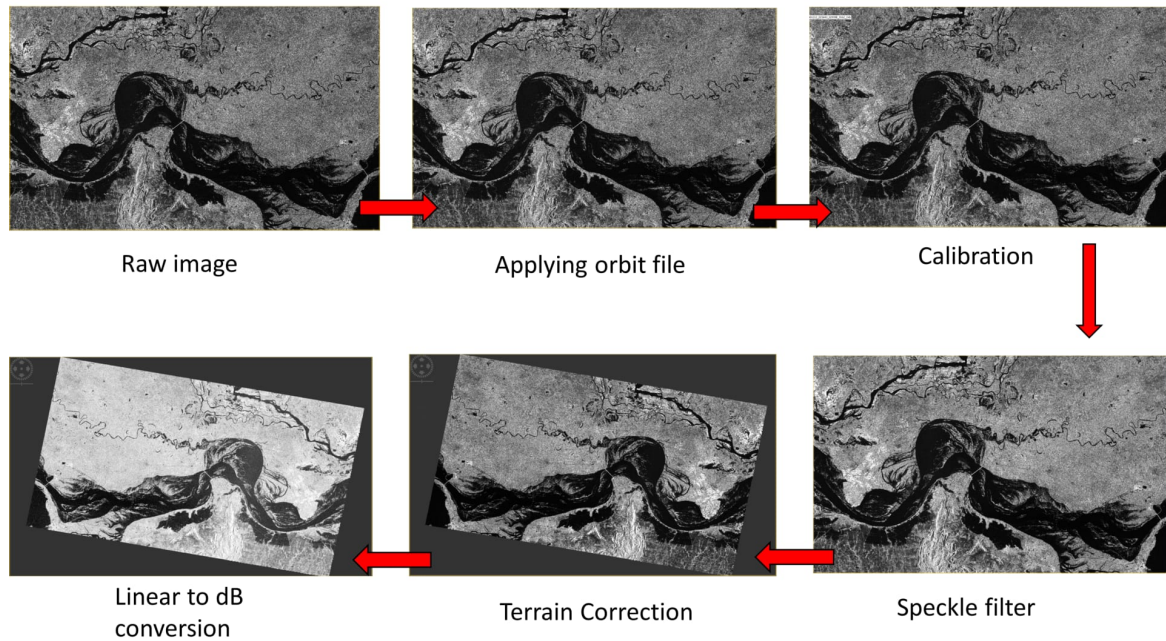 Raw image
Applying orbit file
Calibration
Speckle filter
Terrain Correction
Linear to dB
conversion